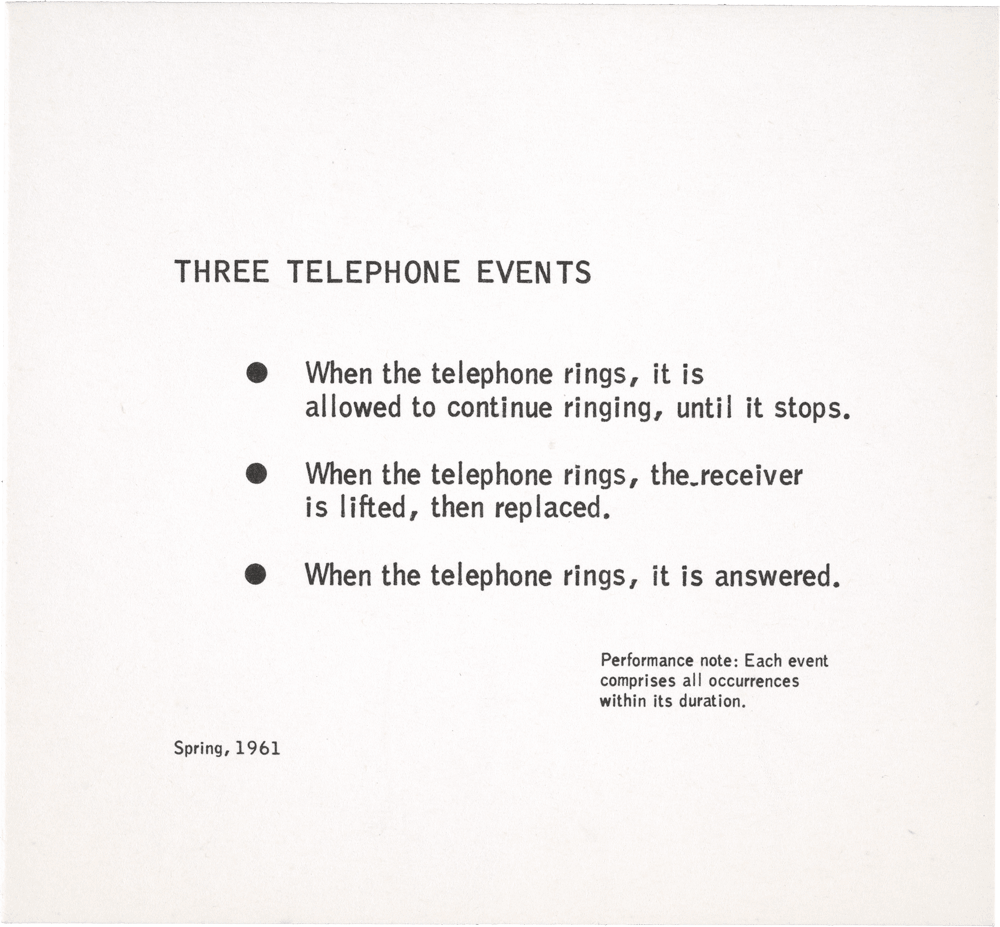 THREE TELEPHONE EVENTS
● When the telephone rings, it is
allowed to continue ringing, until it stops.
● When the telephone rings, the receiver
is lifted, then replaced.
● When the telephone rings, it is answered.
Performance note: Each event
comprises all occurrences
within its duration.
Spring, 1961